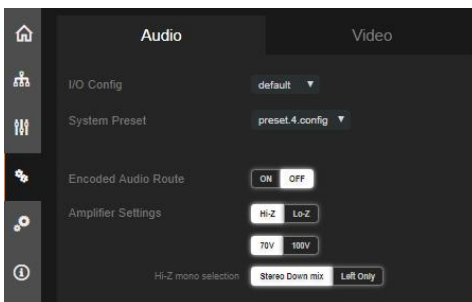 Audio Video
I/O Config default
System Preset preset.4.config
Encoded Audio Route ON OFF
Amplifier Settings Hi-Z Lo-Z
70V 100V
Hi-Z mono selection Stereo Down mix Left Only